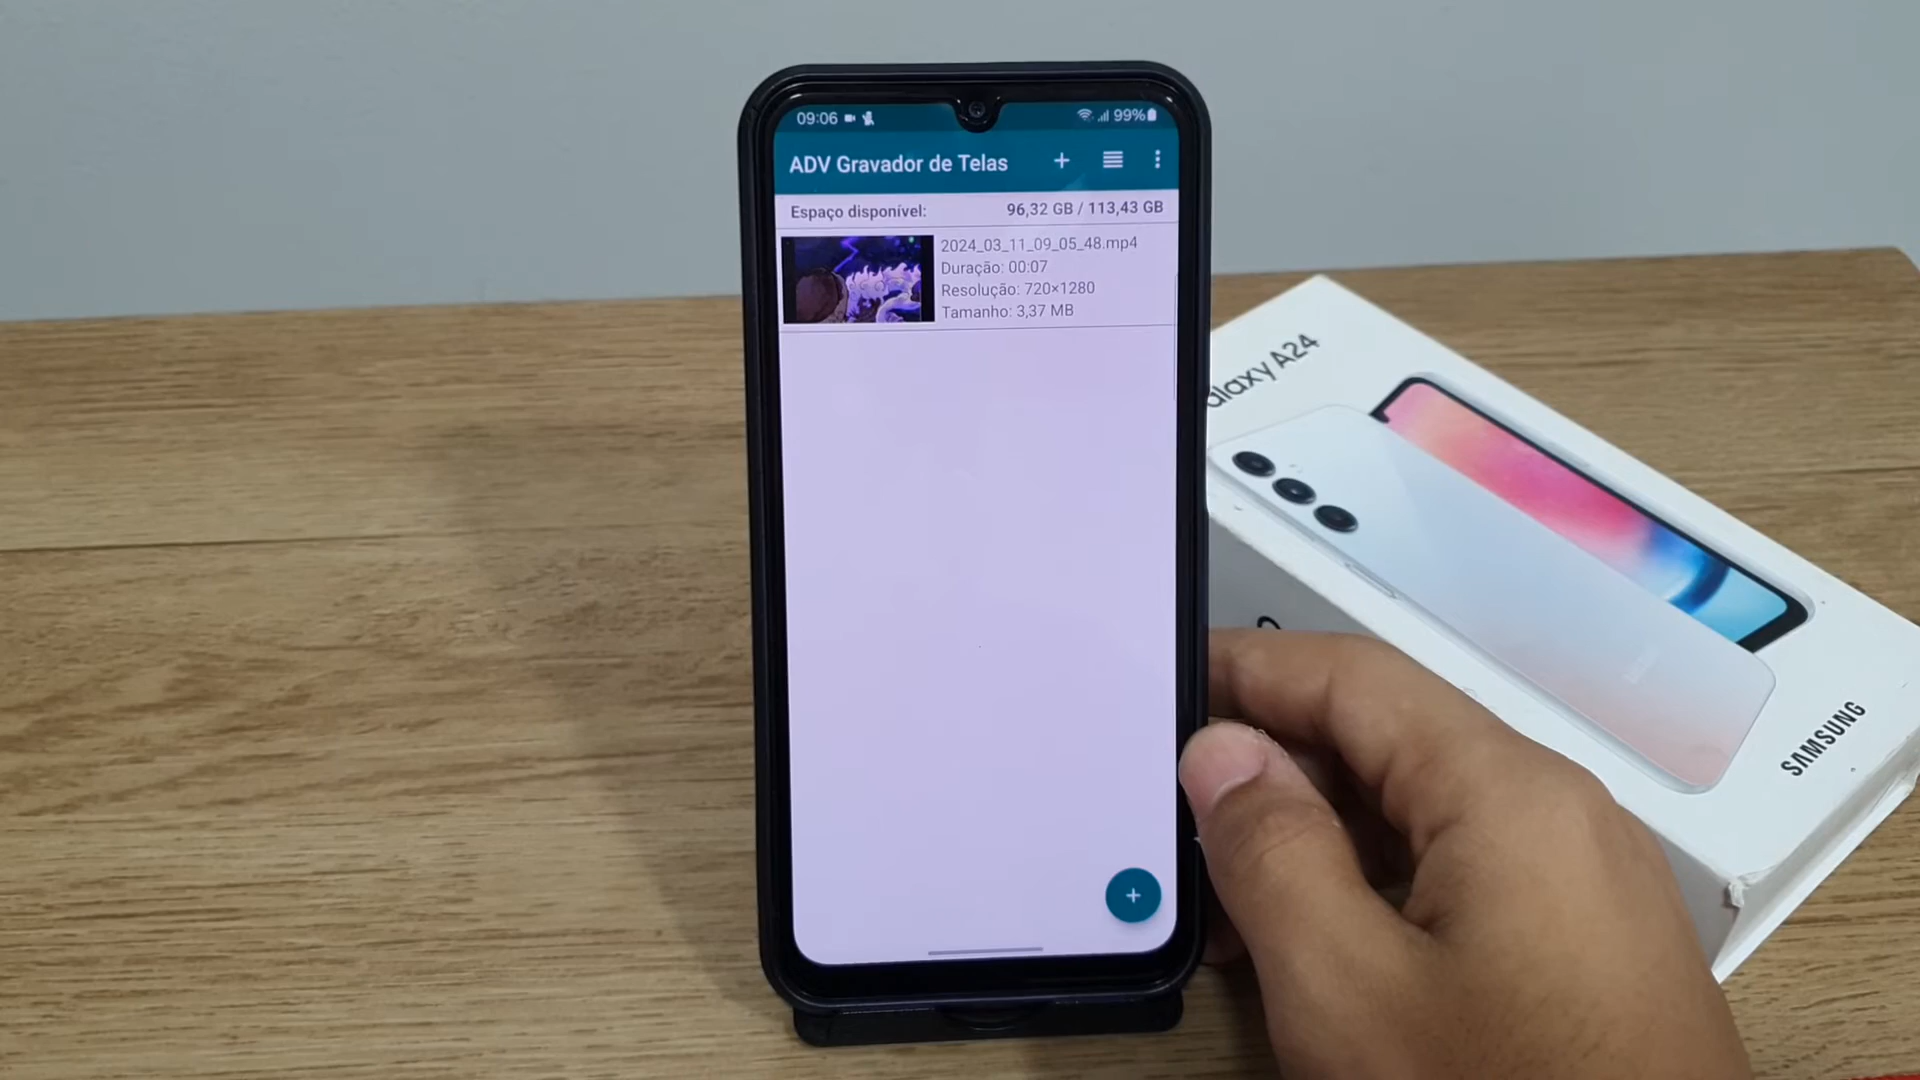 09:06
99%
ADV Gravador de Telas
Espaço disponível:
96,32 GB / 113,43 GB
2024_03_11_09_05_48.mp4
Duração: 00:07
Resolução: 720×1280
Tamanho: 3,37 MB
alaxy A24
SAMSUNG